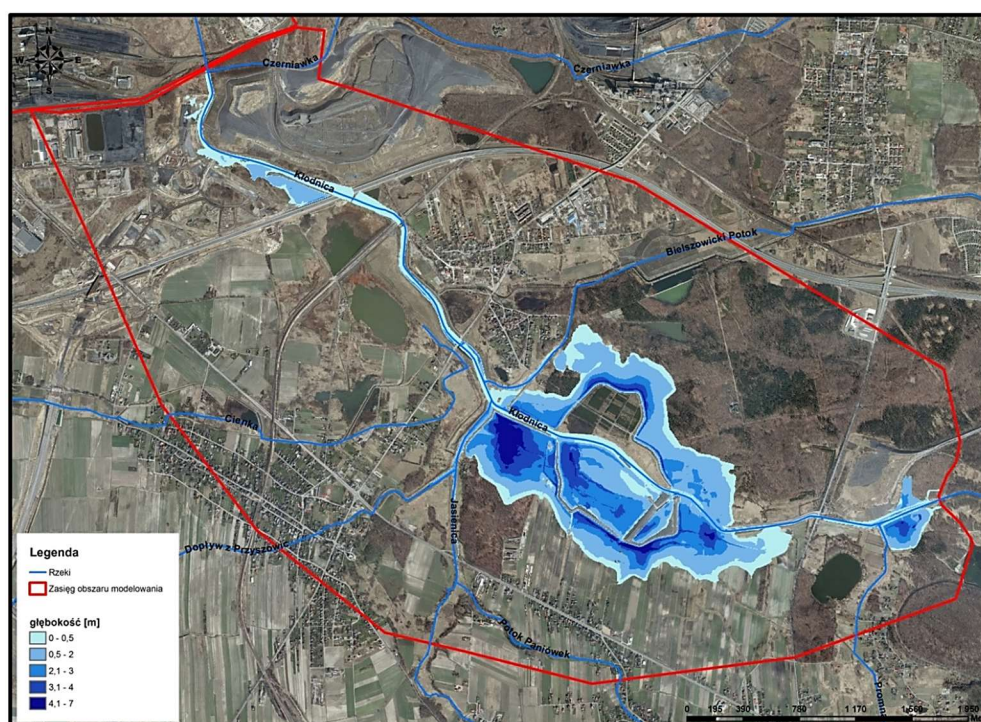 N
W E
S
Czerniawka
Czerniawka
Kłodnica
Bielszowicki Potok
Cienka
Kłodnica
Jasienica
Dopływ z Przyszowic
Potok Paniówek
Promna
Legenda
Rzeki
Zasięg obszaru modelowania
głębokość [m]
0 - 0,5
0,5 - 2
2,1 - 3
3,1 - 4
4,1 - 7
0 195 390 780 1 170 1 560 1 950